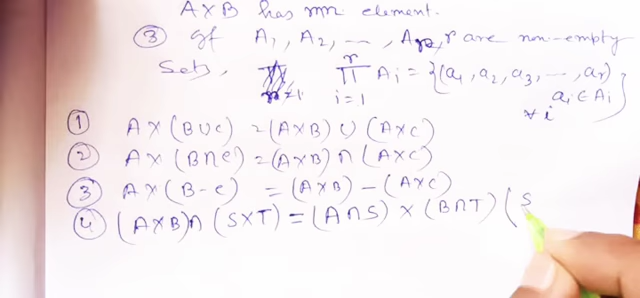 A × B has mn element.
③ If A₁, A₂, ---, Ar, r are non-empty
Sets, ∏ᵢ₌₁ʳ Aᵢ = {(a₁, a₂, a₃, ---, ar)
aᵢ ∈ Aᵢ ∀ i}
① A × (B ∪ C) = (A×B) ∪ (A×C)
② A × (B ∩ C) = (A×B) ∩ (A×C)
③ A × (B - C) = (A×B) - (A×C)
④ (A×B) ∩ (S×T) = (A∩S) × (B∩T) (S